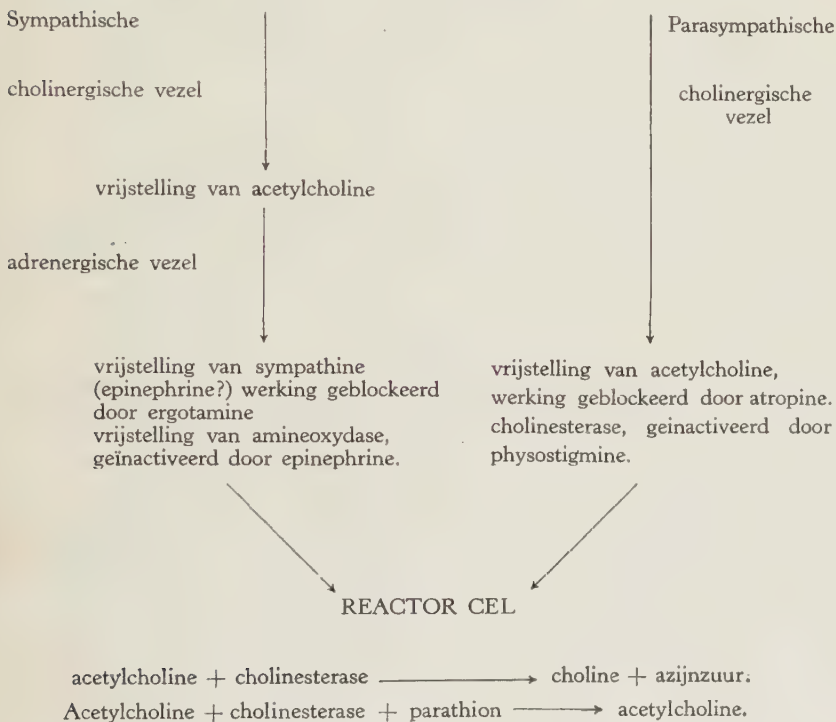 Sympathische
cholinergische vezel
vrijstelling van acetylcholine
adrenergische vezel
vrijstelling van sympathine
(epinephrine?) werking geblockeerd
door ergotamine
vrijstelling van amineoxydase,
geïnactiveerd door epinephrine.
Parasympathische
cholinergische
vezel
vrijstelling van acetylcholine,
werking geblockeerd door atropine.
cholinesterase, geinactiveerd door
physostigmine.
REACTOR CEL
acetylcholine + cholinesterase ⟶ choline + azijnzuur.
Acetylcholine + cholinesterase + parathion ⟶ acetylcholine.